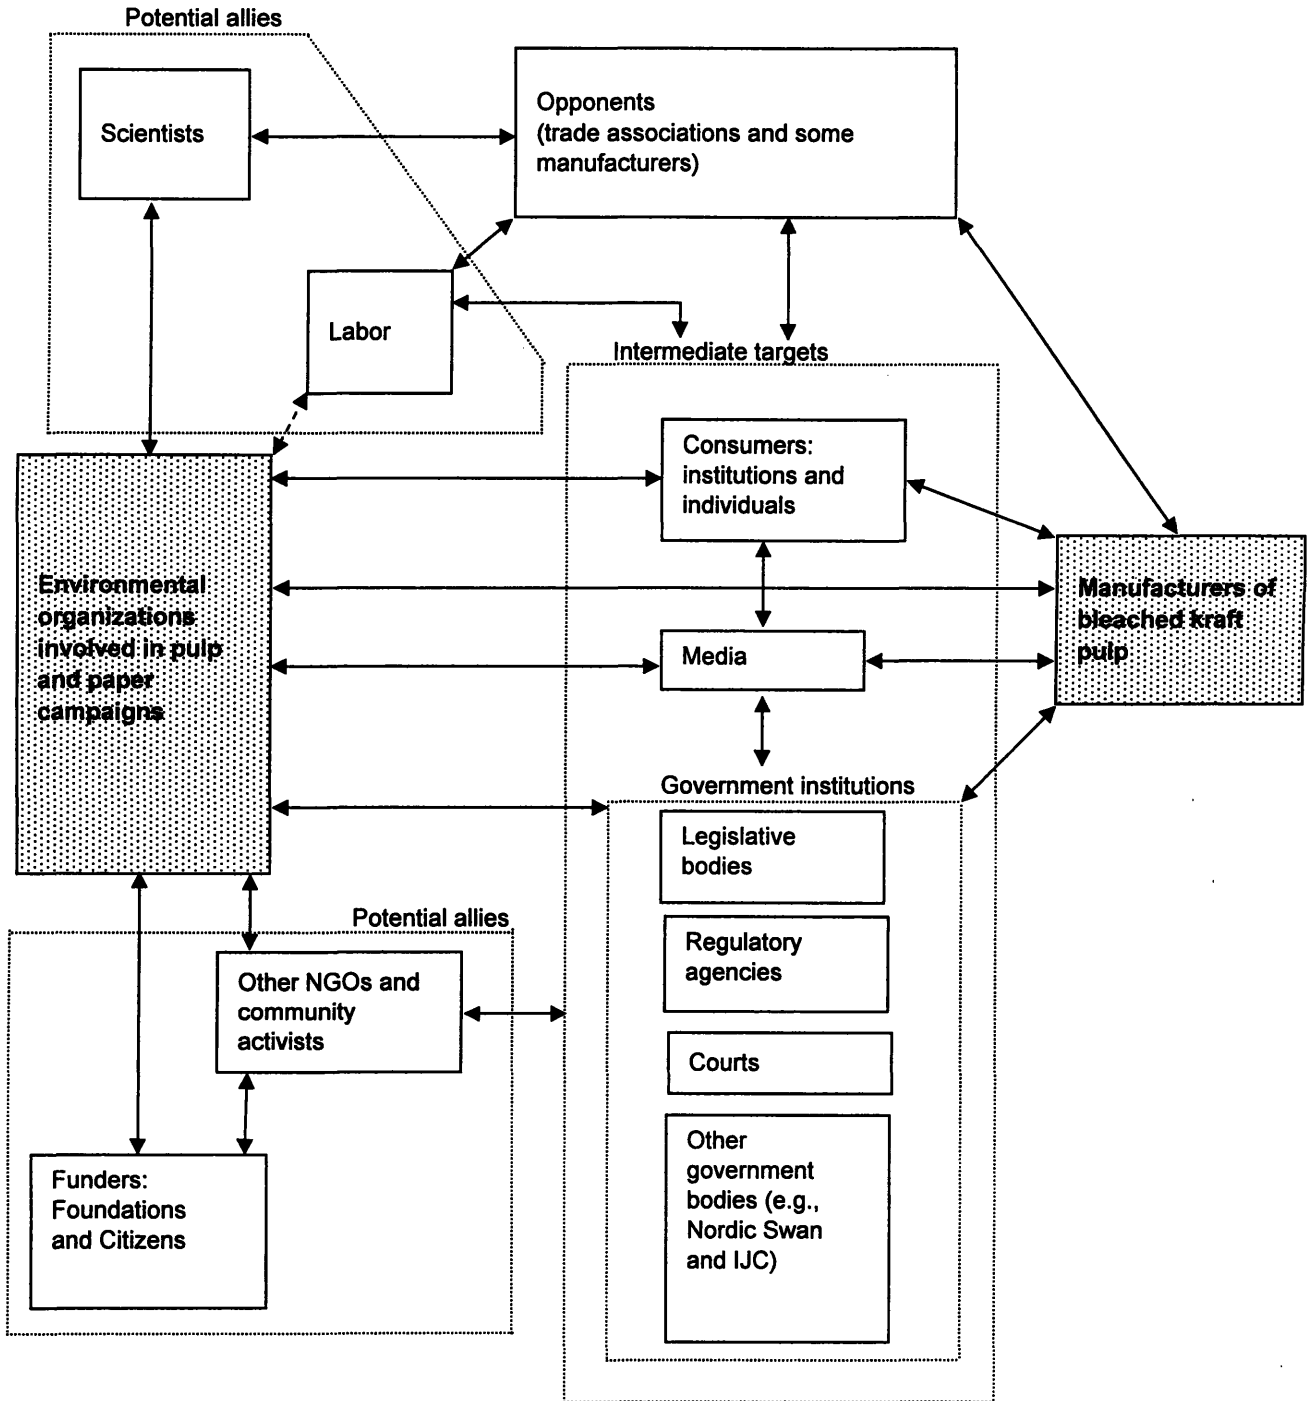 Potential allies
Scientists
Opponents
(trade associations and some
manufacturers)
Labor
Intermediate targets
Consumers:
institutions and
individuals
Environmental
organizations
involved in pulp
and paper
campaigns
Manufacturers of
bleached kraft
pulp
Media
Government institutions
Legislative
bodies
Regulatory
agencies
Courts
Other
government
bodies (e.g.,
Nordic Swan
and IJC)
Potential allies
Other NGOs and
community
activists
Funders:
Foundations
and Citizens